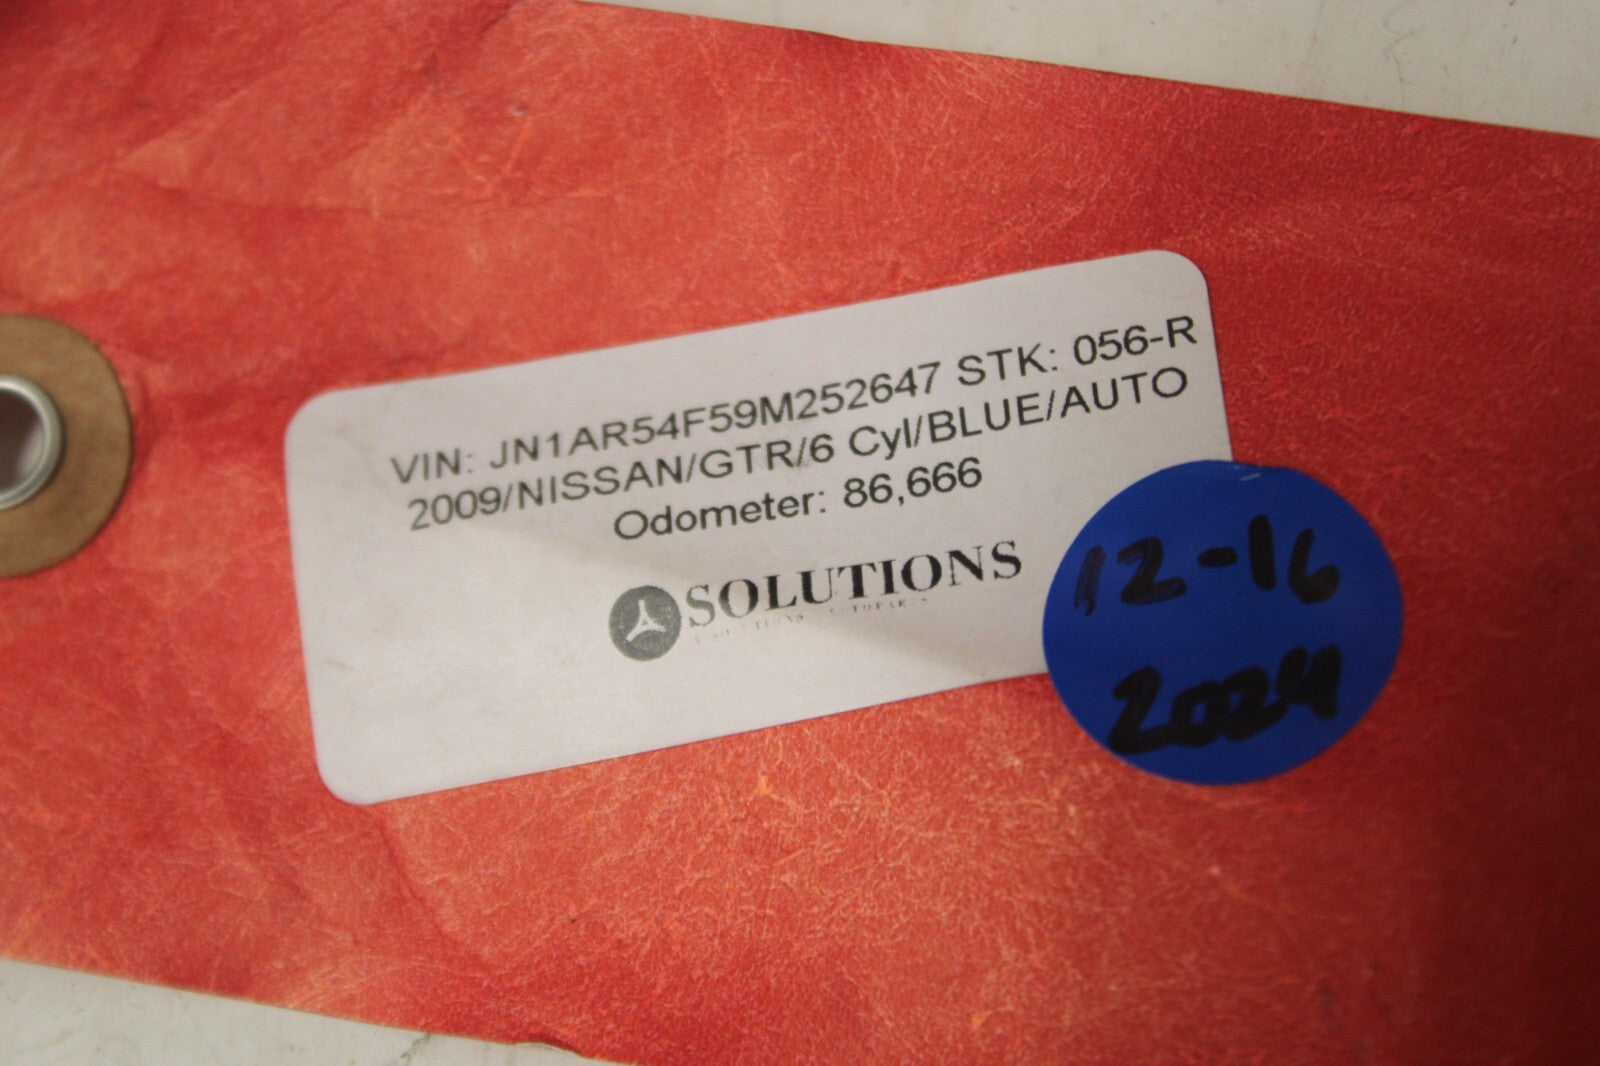 VIN: JN1AR54F59M252647 STK: 056-R
2009/NISSAN/GTR/6 Cyl/BLUE/AUTO
Odometer: 86,666
SOLUTIONS
12-16
2024